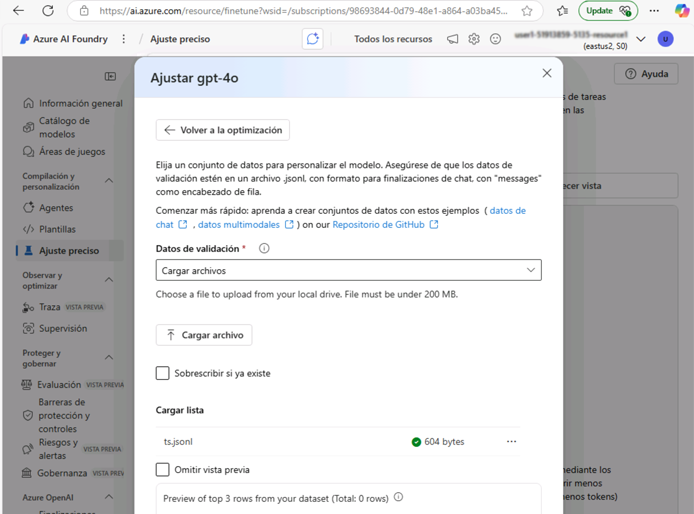 https://ai.azure.com/resource/finetune?wsid=/subscriptions/98693844-0d79-48e1-a864-a03ba45...
Update
Azure AI Foundry
/ Ajuste preciso
Todos los recursos
(eastus2, S0)
U
Ajustar gpt-4o
Ayuda
Información general
Catálogo de
modelos
Áreas de juegos
Compilación y
personalización
Agentes
Plantillas
Ajuste preciso
Observar y
optimizar
Traza VISTA PREVIA
Supervisión
Proteger y
gobernar
Evaluación VISTA PREVIA
Barreras de
protección y
controles
Riesgos y
alertas VISTA PREVIA
Gobernanza VISTA PREV
Azure OpenAI
Finalizaciones
Volver a la optimización
Elija un conjunto de datos para personalizar el modelo. Asegúrese de que los datos de
validación estén en un archivo .jsonl, con formato para finalizaciones de chat, con "messages"
como encabezado de fila.
Comenzar más rápido: aprenda a crear conjuntos de datos con estos ejemplos ( datos de
chat , datos multimodales ) on our Repositorio de GitHub
Datos de validación *
Cargar archivos
Choose a file to upload from your local drive. File must be under 200 MB.
Cargar archivo
Sobrescribir si ya existe
Cargar lista
ts.jsonl 604 bytes ...
Omitir vista previa
Preview of top 3 rows from your dataset (Total: 0 rows)
s de tareas
en las
ecer vista
mediante los
rir menos
nenos tokens)